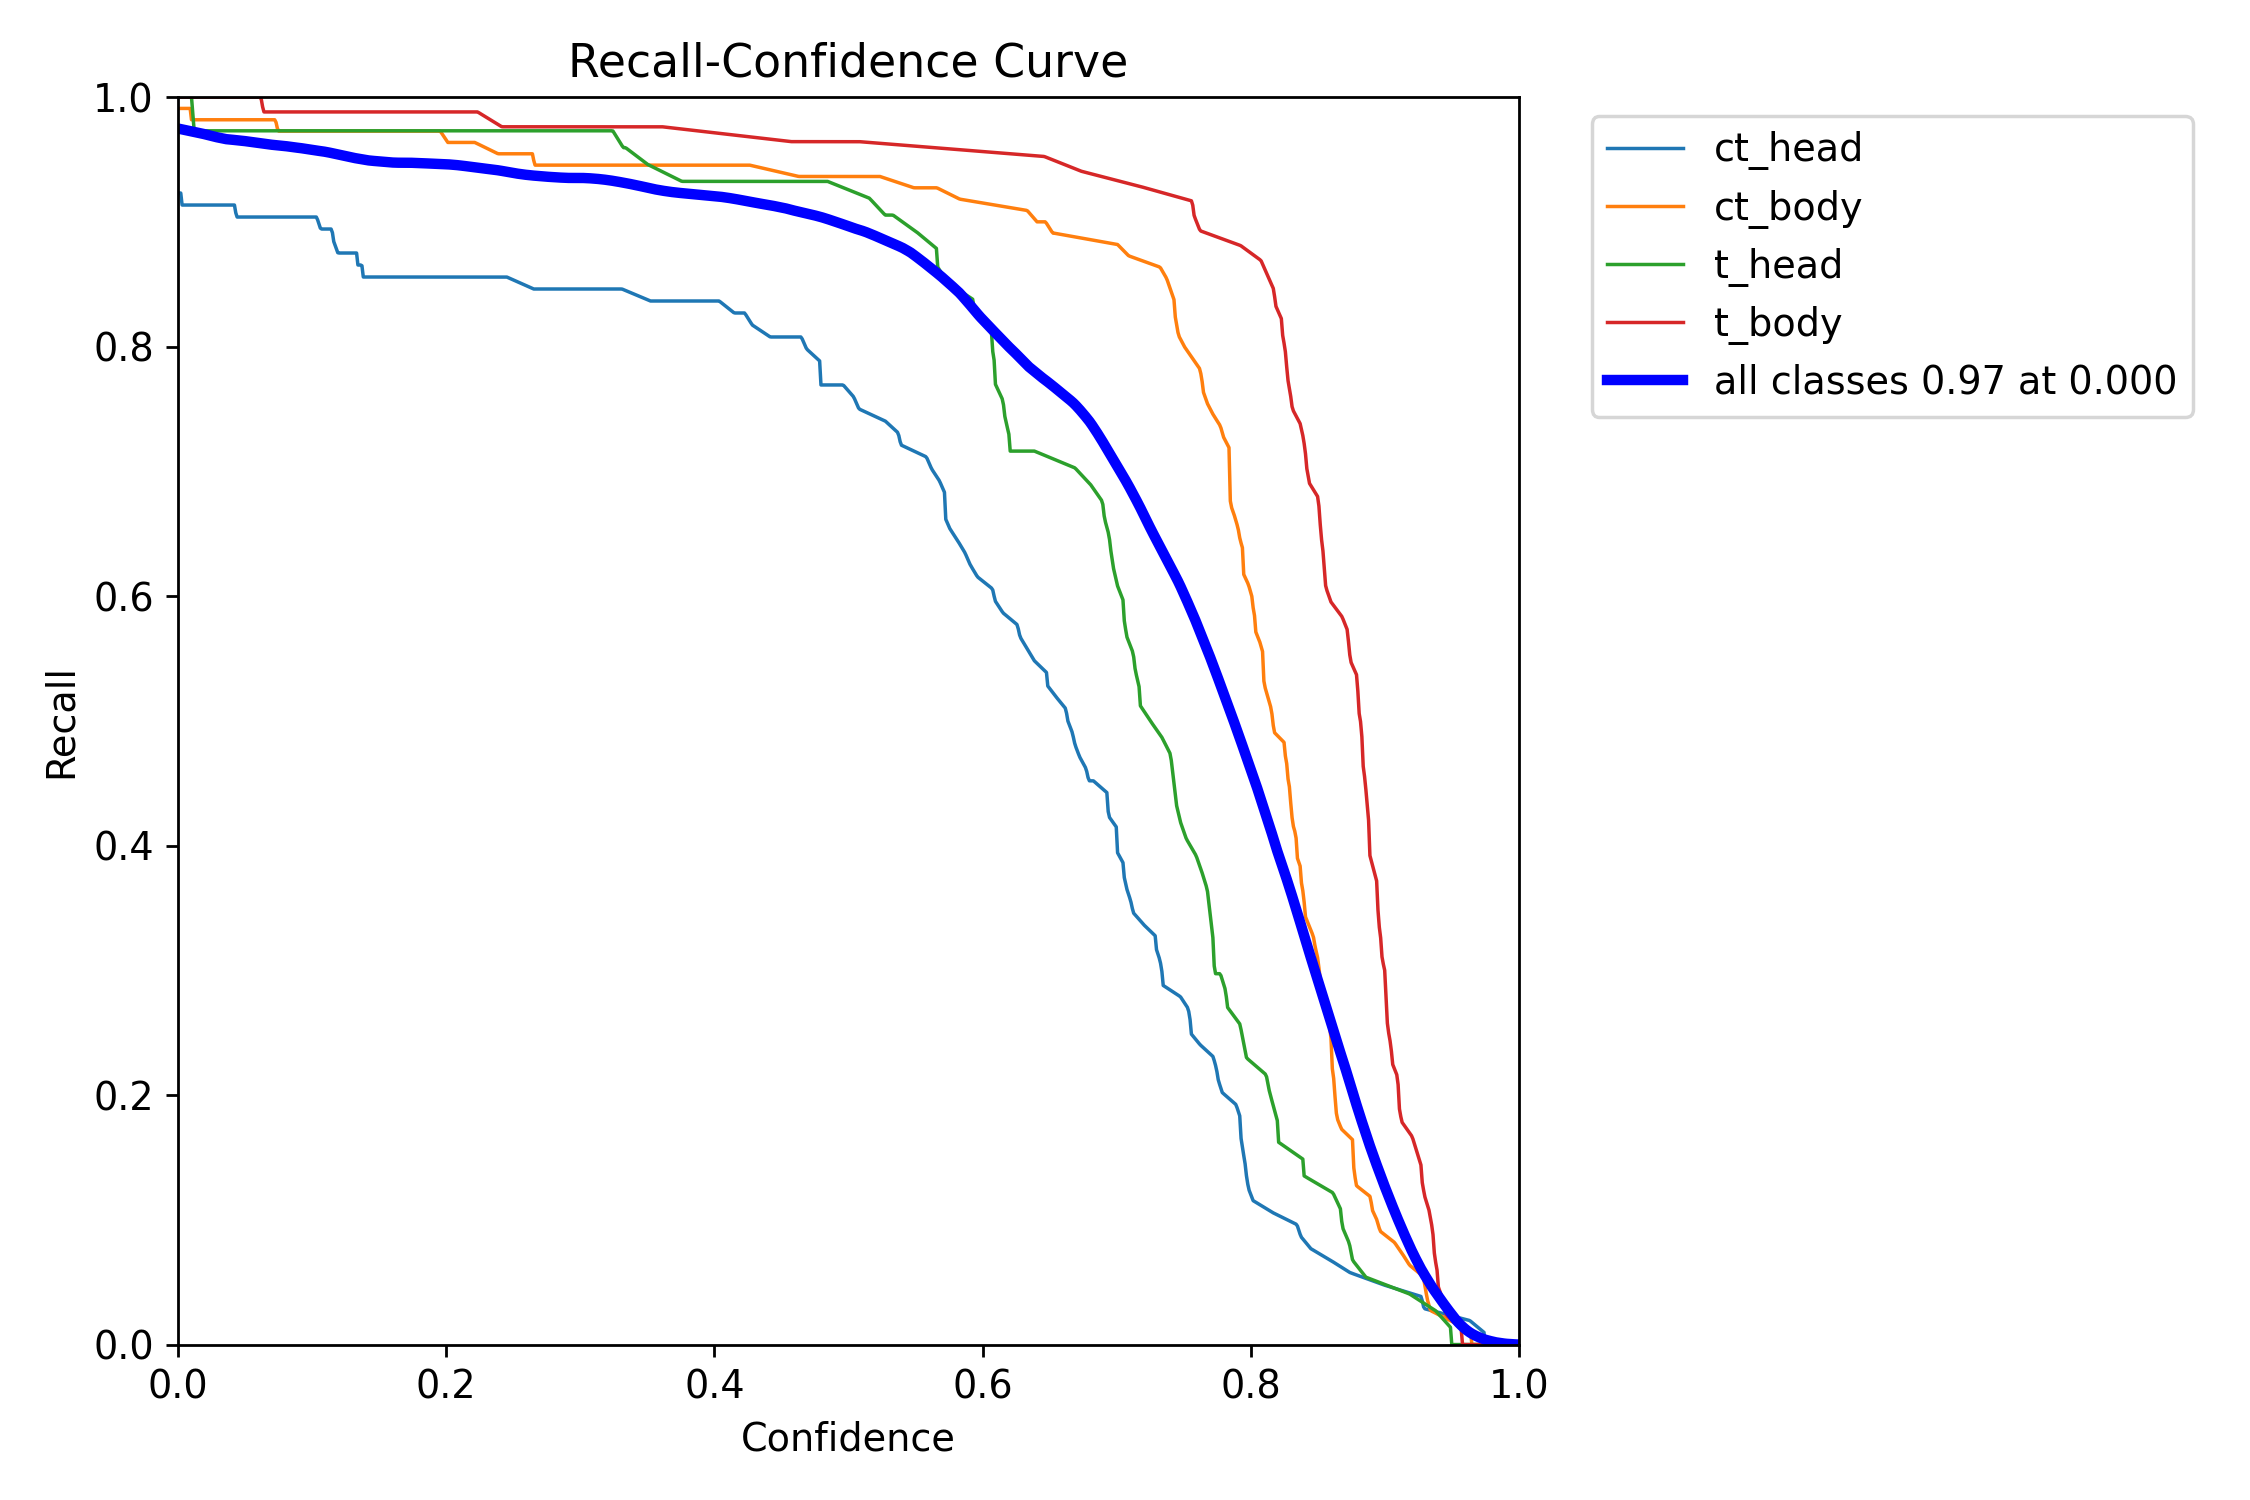 Recall-Confidence Curve
1.0
0.8
0.6
0.4
0.2
0.0
Recall
0.0 0.2 0.4 0.6 0.8 1.0
Confidence
ct_head
ct_body
t_head
t_body
all classes 0.97 at 0.000